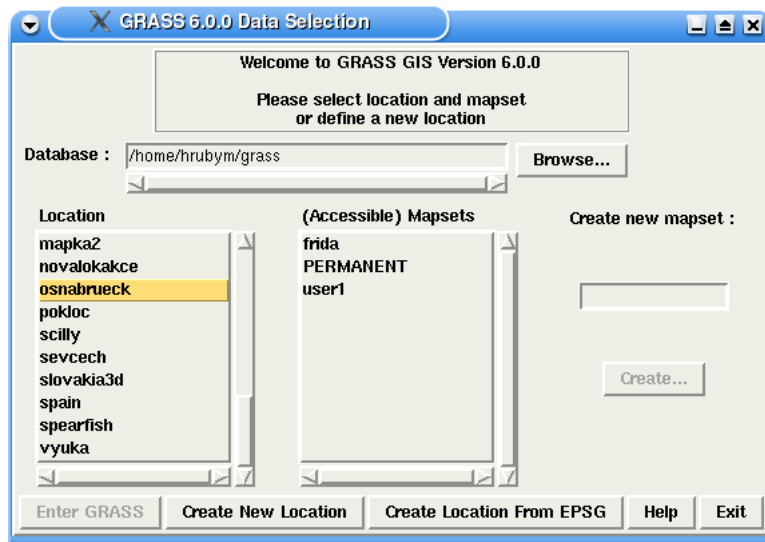 GRASS 6.0.0 Data Selection
Welcome to GRASS GIS Version 6.0.0
Please select location and mapset
or define a new location
Database :
/home/hrubym/grass
Browse...
Location
mapka2
novalokakce
osnabrueck
pokloc
scilly
sevcech
slovakia3d
spain
spearfish
vyuka
(Accessible) Mapsets
frida
PERMANENT
user1
Create new mapset :
Create...
Enter GRASS
Create New Location
Create Location From EPSG
Help
Exit